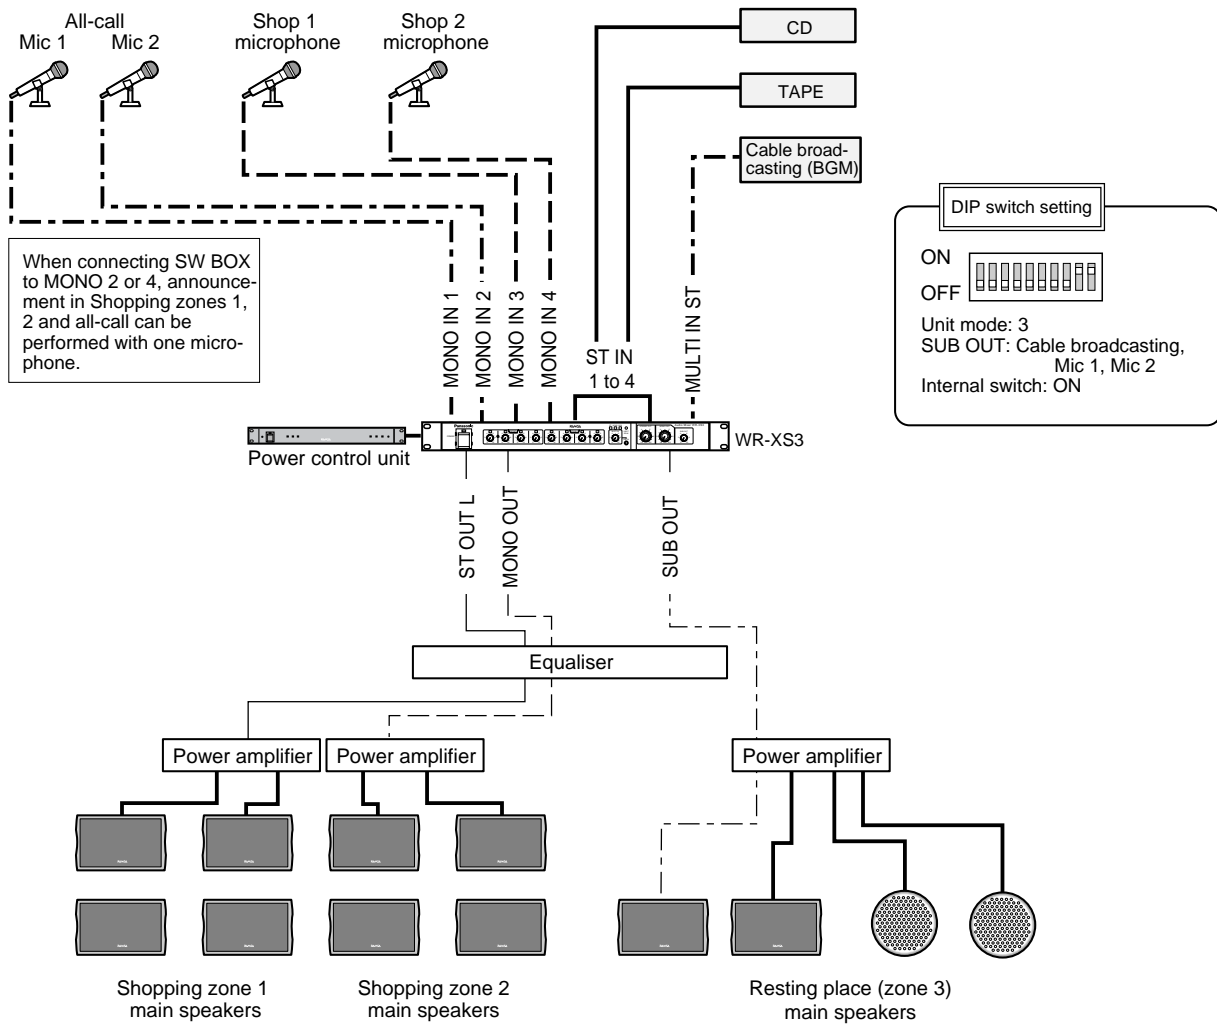 All-call
Mic 1
Mic 2
Shop 1
microphone
Shop 2
microphone
CD
TAPE
Cable broad-
casting (BGM)
DIP switch setting
ON
OFF
Unit mode: 3
SUB OUT: Cable broadcasting,
Mic 1, Mic 2
Internal switch: ON
When connecting SW BOX
to MONO 2 or 4, announce-
ment in Shopping zones 1,
2 and all-call can be
performed with one micro-
phone.
MONO IN 1
MONO IN 2
MONO IN 3
MONO IN 4
ST IN
1 to 4
MULTI IN ST
Panasonic
WR-XS3
Power control unit
ST OUT L
MONO OUT
SUB OUT
Equaliser
Power amplifier
Power amplifier
Power amplifier
Shopping zone 1
main speakers
Shopping zone 2
main speakers
Resting place (zone 3)
main speakers